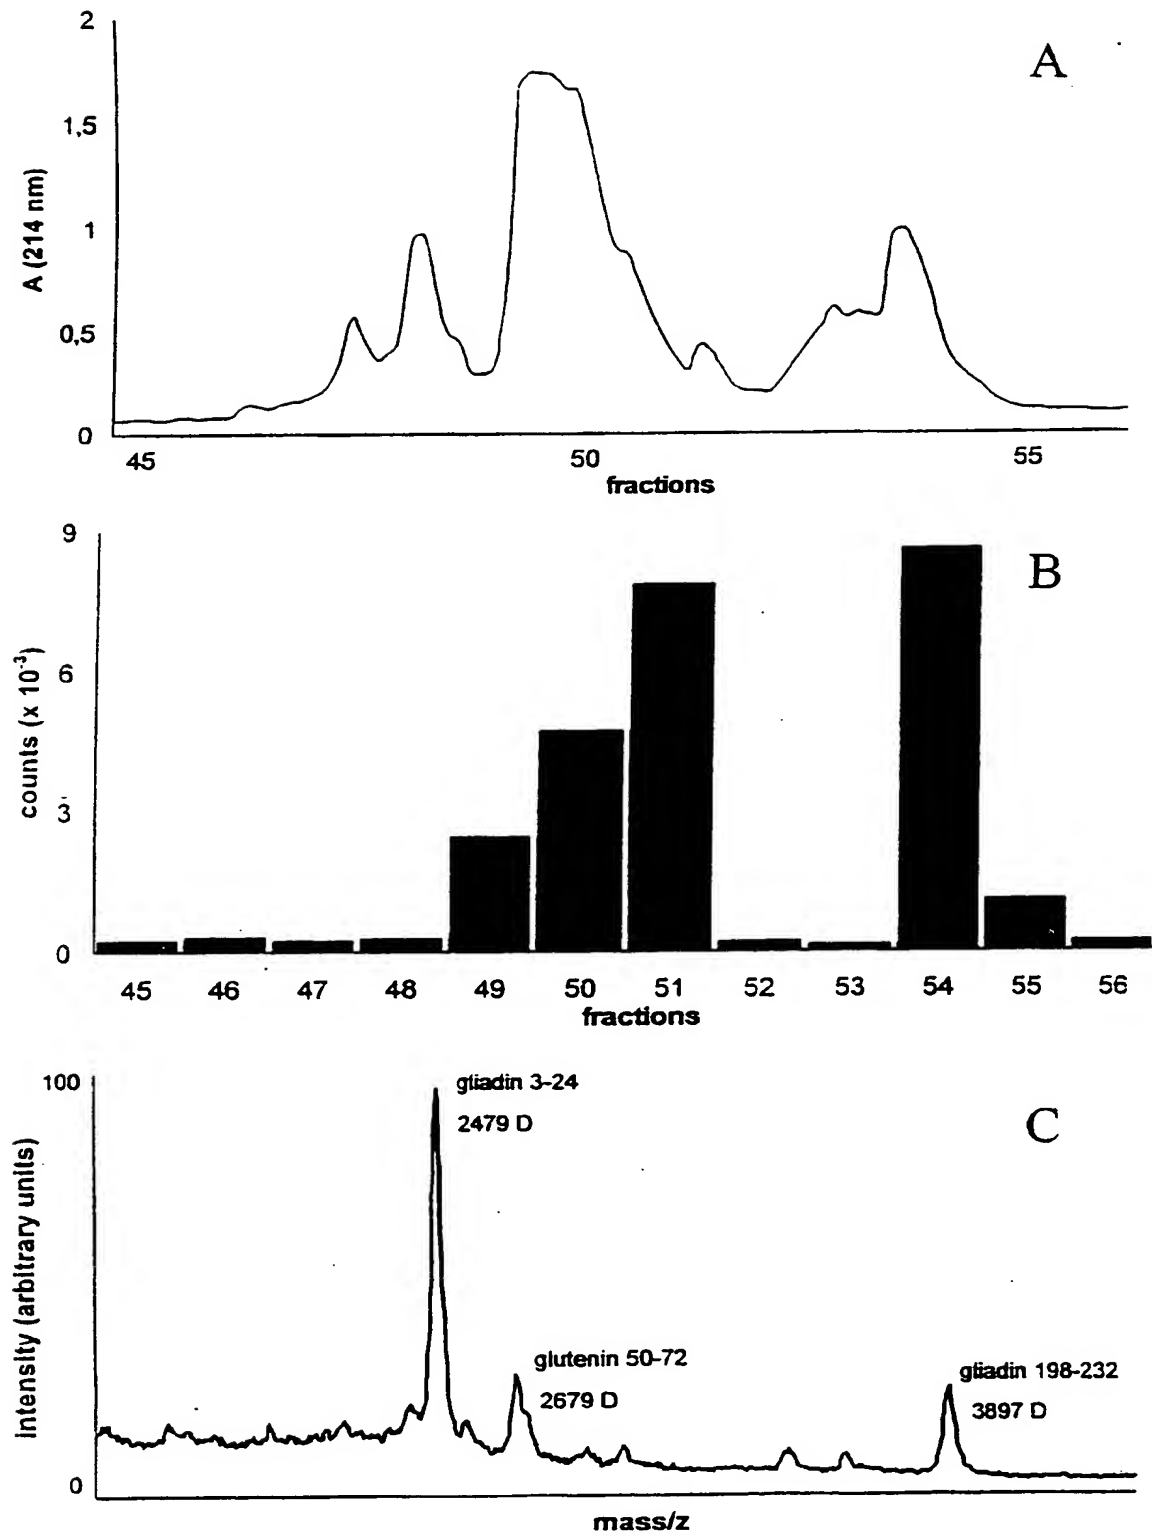 A
2
1,5
1
0,5
0
A (214 nm)
45 50 55
fractions
B
9
6
3
0
counts (x 10⁻³)
45 46 47 48 49 50 51 52 53 54 55 56
fractions
C
100
0
intensity (arbitrary units)
gliadin 3-24
2479 D
glutenin 50-72
2679 D
gliadin 198-232
3897 D
mass/z